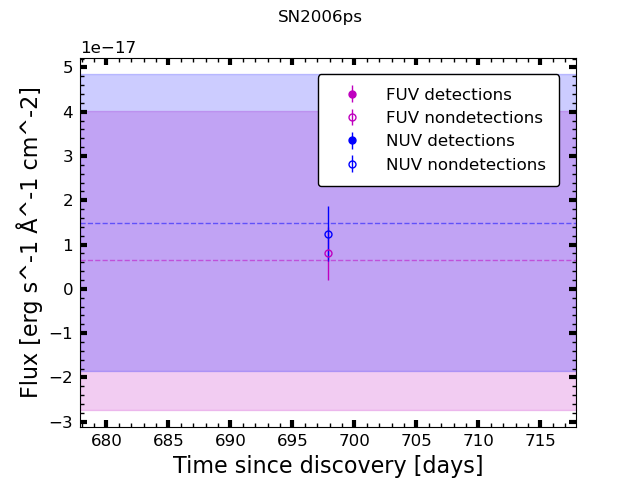 SN2006ps
1e−17
5
4
3
2
1
0
−1
−2
−3
Flux [erg s^-1 Å^-1 cm^-2]
FUV detections
FUV nondetections
NUV detections
NUV nondetections
680 685 690 695 700 705 710 715
Time since discovery [days]